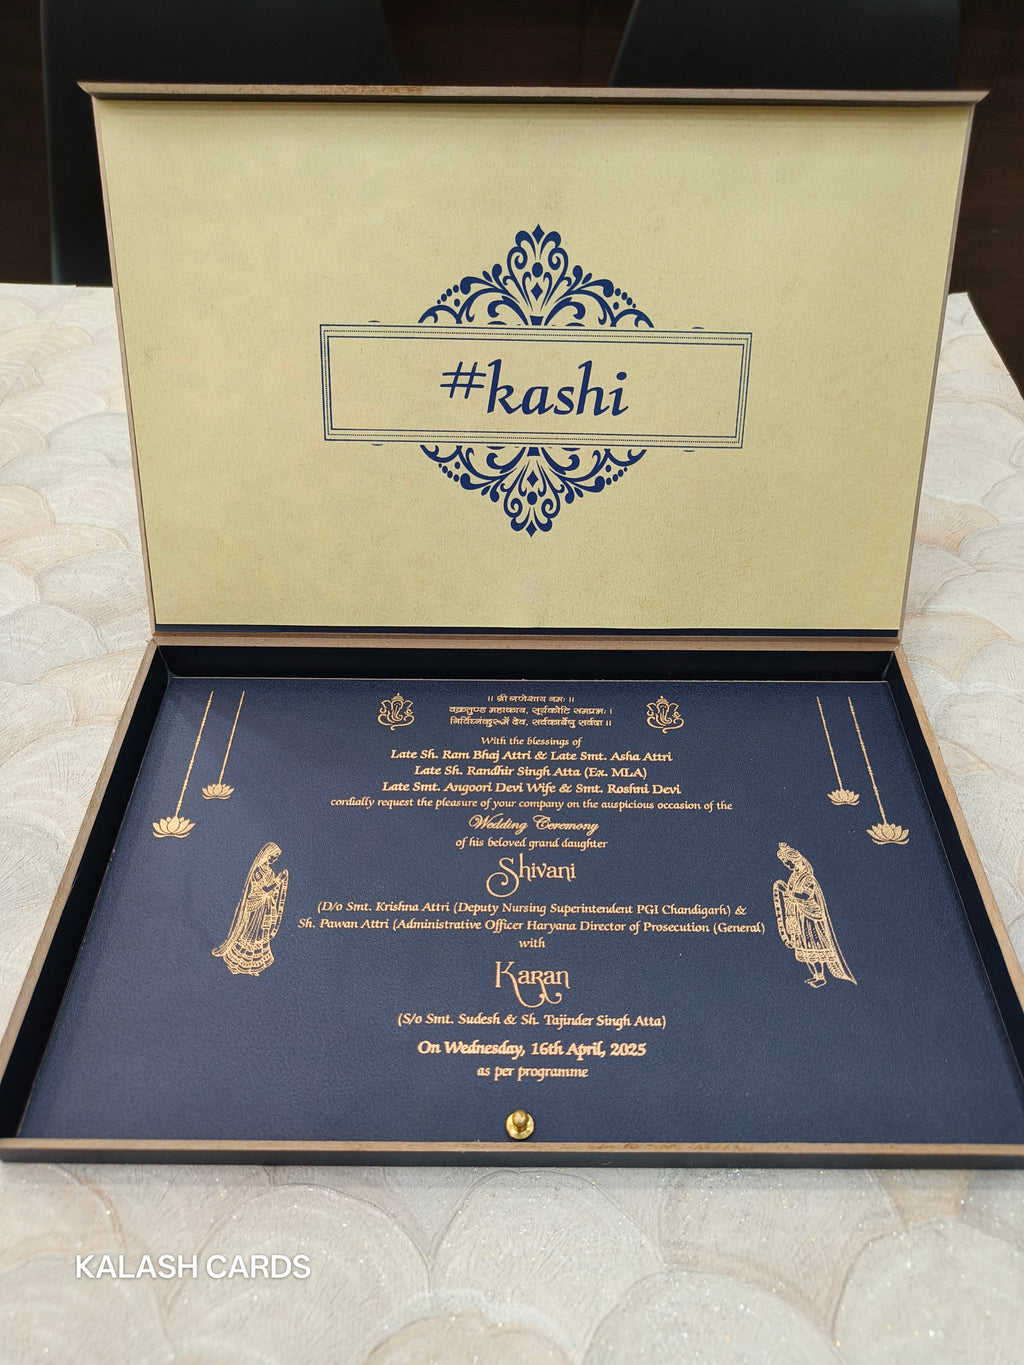 #kashi
॥ श्री गणेशाय नमः ॥
वक्रतुण्ड महाकाय, सूर्यकोटि समप्रभः।
निर्विघ्नंकुरूमें देव, सर्वकार्येषु सर्वदा ॥
With the blessings of
Late Sh. Ram Bhaj Attri & Late Smt. Asha Attri
Late Sh. Randhir Singh Atta (Ex. MLA)
Late Smt. Angoori Devi Wife & Smt. Roshni Devi
cordially request the pleasure of your company on the auspicious occasion of the
Wedding Ceremony
of his beloved grand daughter
Shivani
(D/o Smt. Krishna Attri (Deputy Nursing Superintendent PGI Chandigarh) &
Sh. Pawan Attri (Administrative Officer Haryana Director of Prosecution (General)
with
Karan
(S/o Smt. Sudesh & Sh. Tajinder Singh Atta)
On Wednesday, 16th April, 2025
as per programme
KALASH CARDS